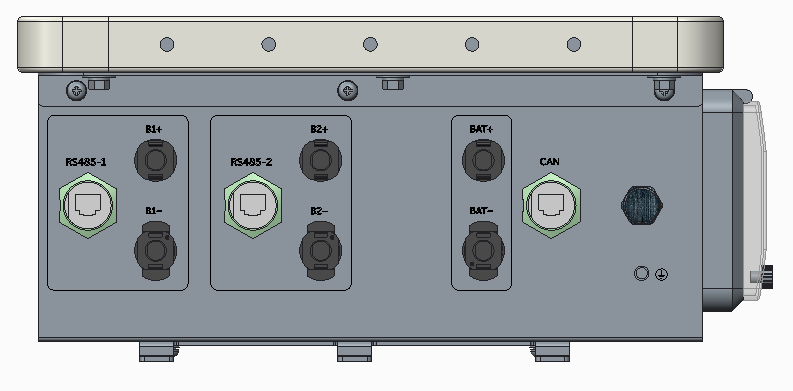 B1+
B2+
BAT+
RS485-1
RS485-2
CAN
B1-
B2-
BAT-